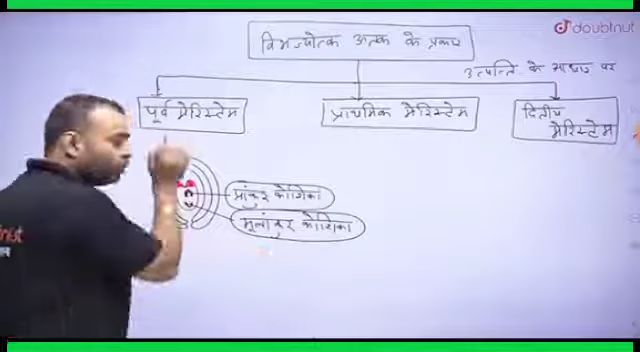 doubtnut
विभज्योतक ऊतक के प्रकार
उत्पत्ति के आधार पर
पूर्व मेरिस्टेम
प्राथमिक मेरिस्टेम
द्वितीय
मेरिस्टेम
प्रांकुर कोशिका
मूलांकुर कोशिका